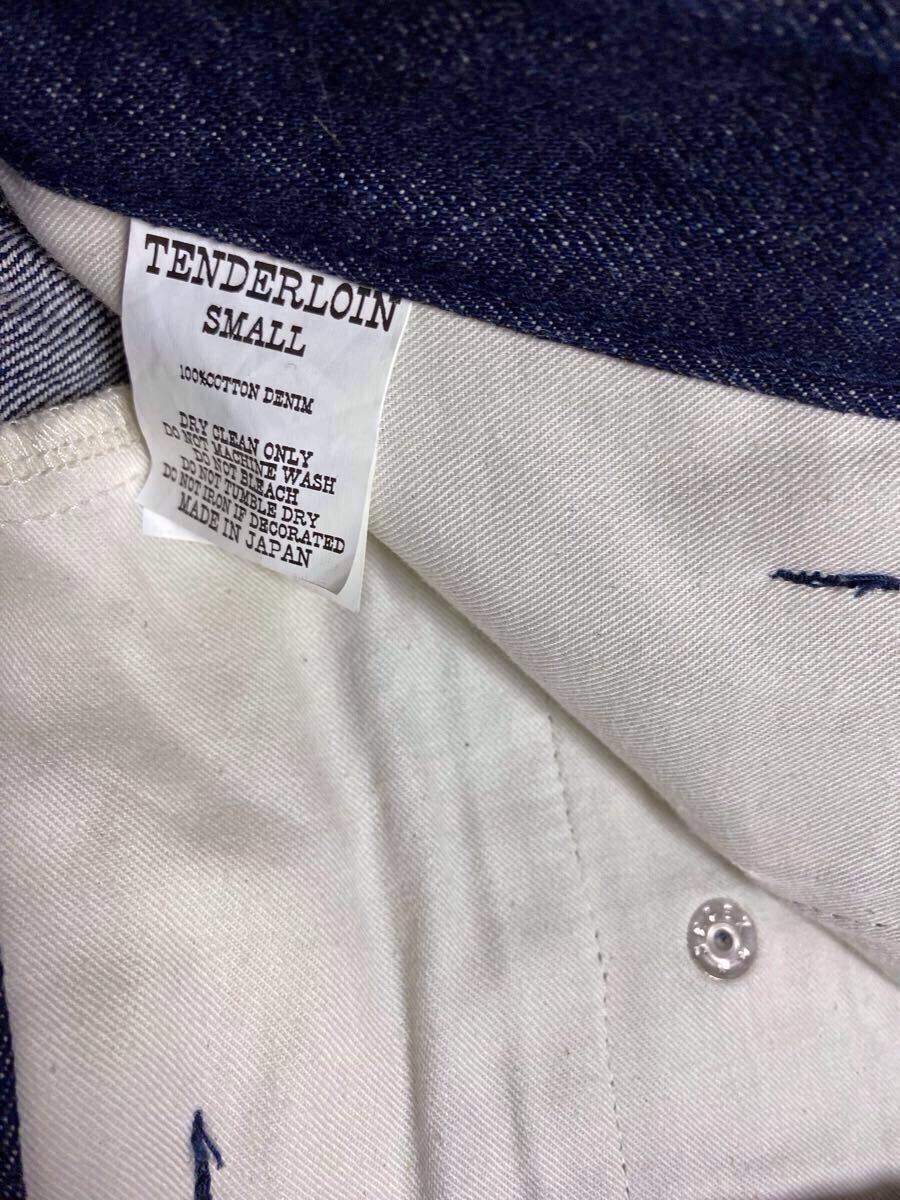 TENDERLOIN
SMALL
100%COTTON DENIM
DRY CLEAN ONLY
DO NOT MACHINE WASH
DO NOT BLEACH
DO NOT TUMBLE DRY
DO NOT IRON IF DECORATED
MADE IN JAPAN